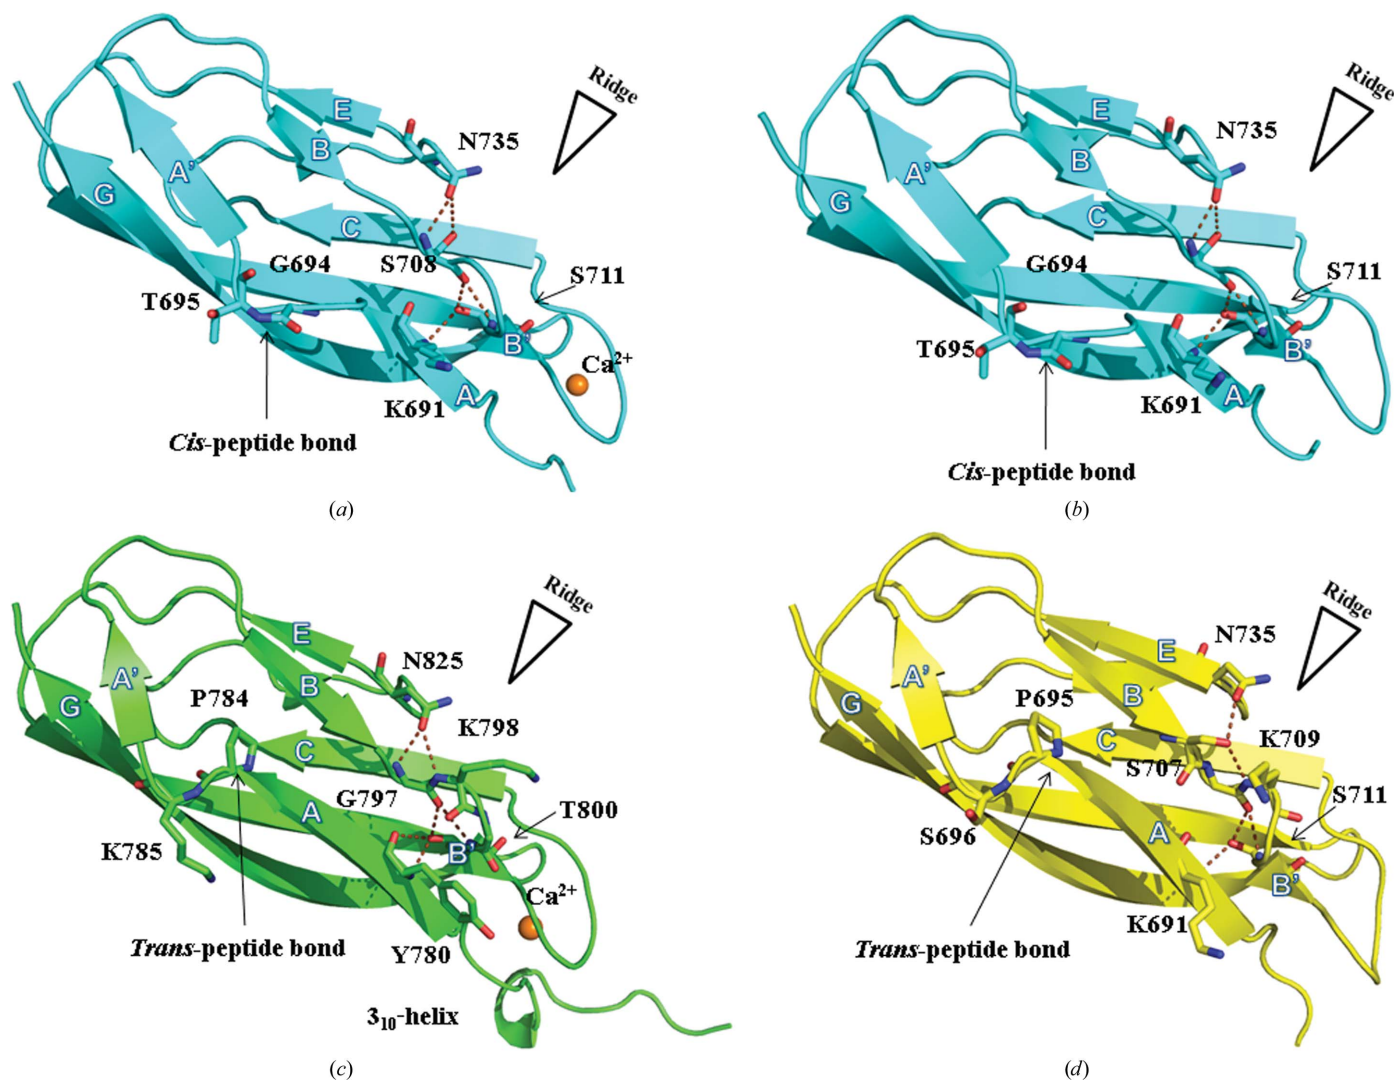 Ridge
E
N735
B
A'
G
C
G694
S708
S711
T695
B'
Ca2+
K691
A
Cis-peptide bond
(a)
Ridge
E
N735
B
A'
G
C
G694
S711
T695
B'
K691
A
Cis-peptide bond
(b)
Ridge
E
N825
B
A'
P784
G
K798
C
G797
A
T800
K785
B'
Ca2+
Trans-peptide bond
Y780
310-helix
(c)
Ridge
N735
E
A'
P695
B
G
C
K709
S707
S711
S696
A
B'
K691
Trans-peptide bond
(d)